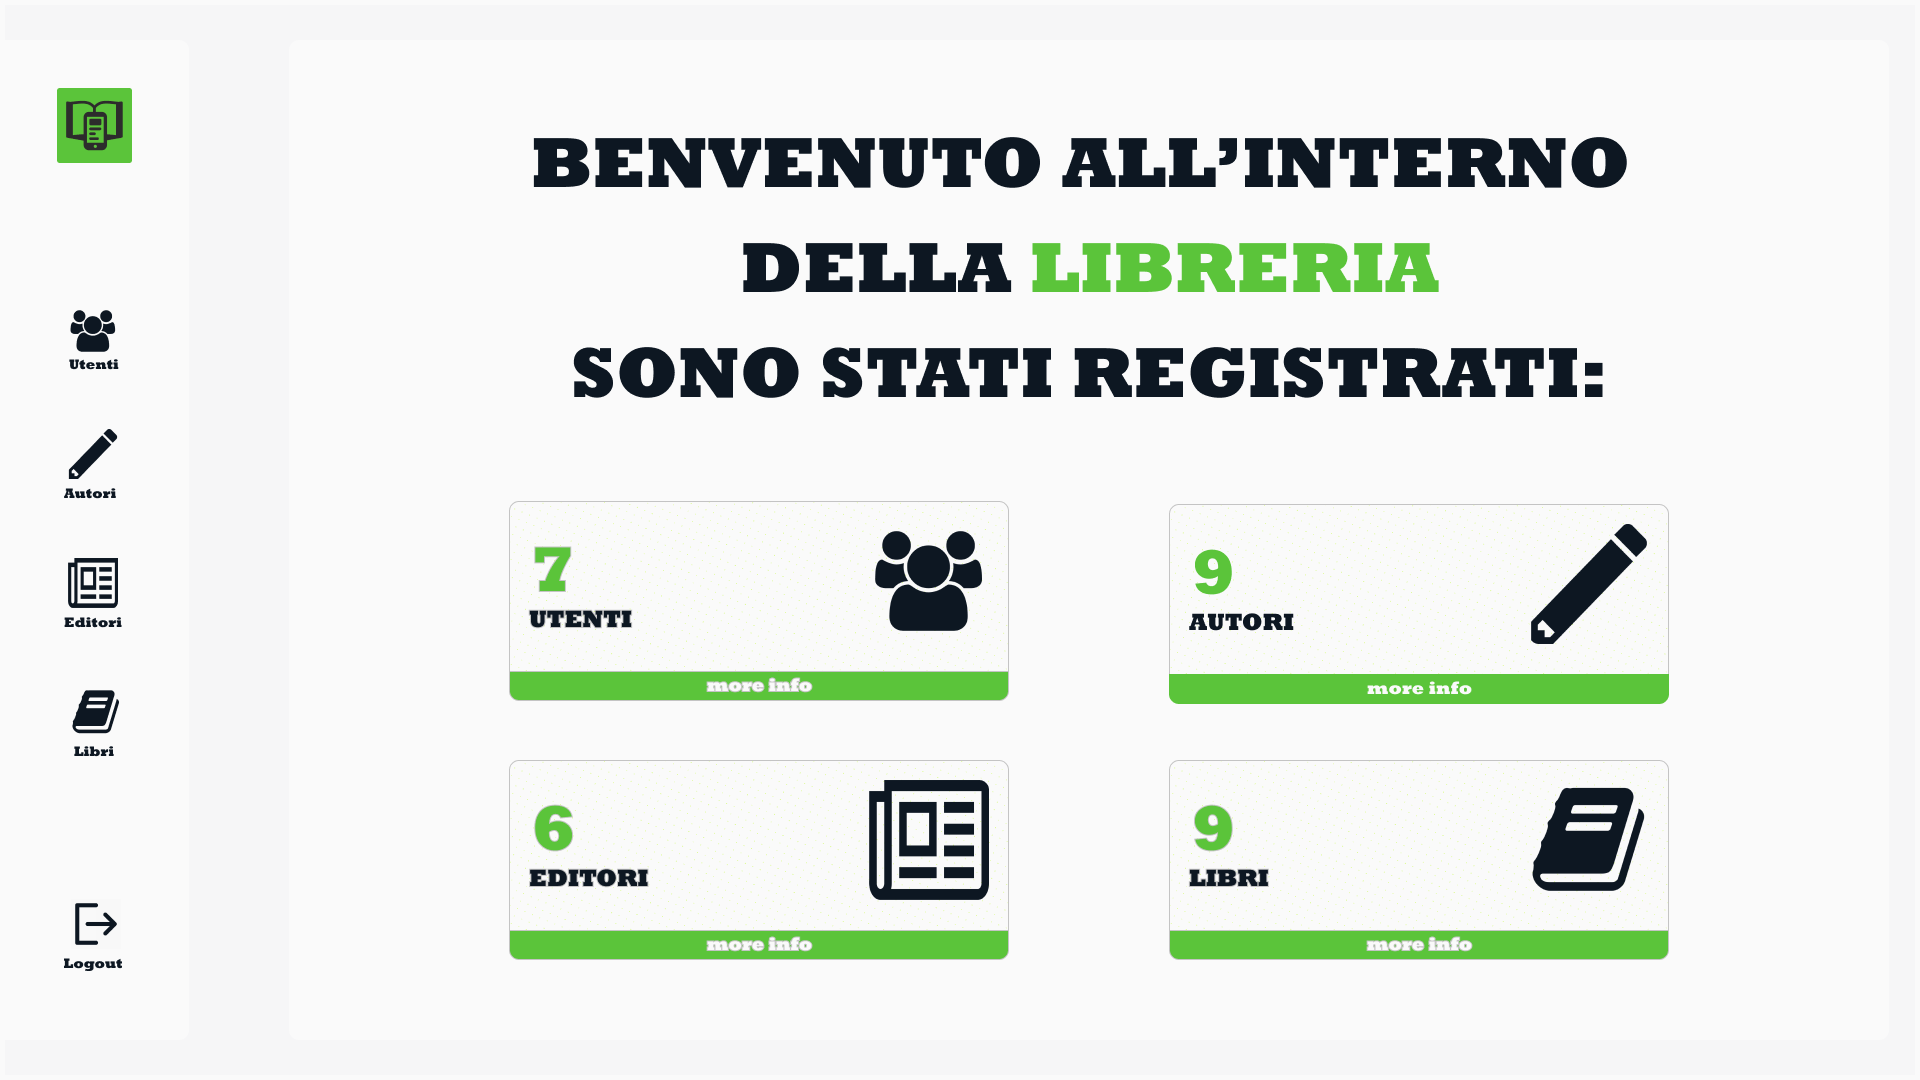 Utenti
Autori
Editori
Libri
Logout
BENVENUTO ALL’INTERNO
DELLA LIBRERIA
SONO STATI REGISTRATI:
7
UTENTI
more info
9
AUTORI
more info
6
EDITORI
more info
9
LIBRI
more info